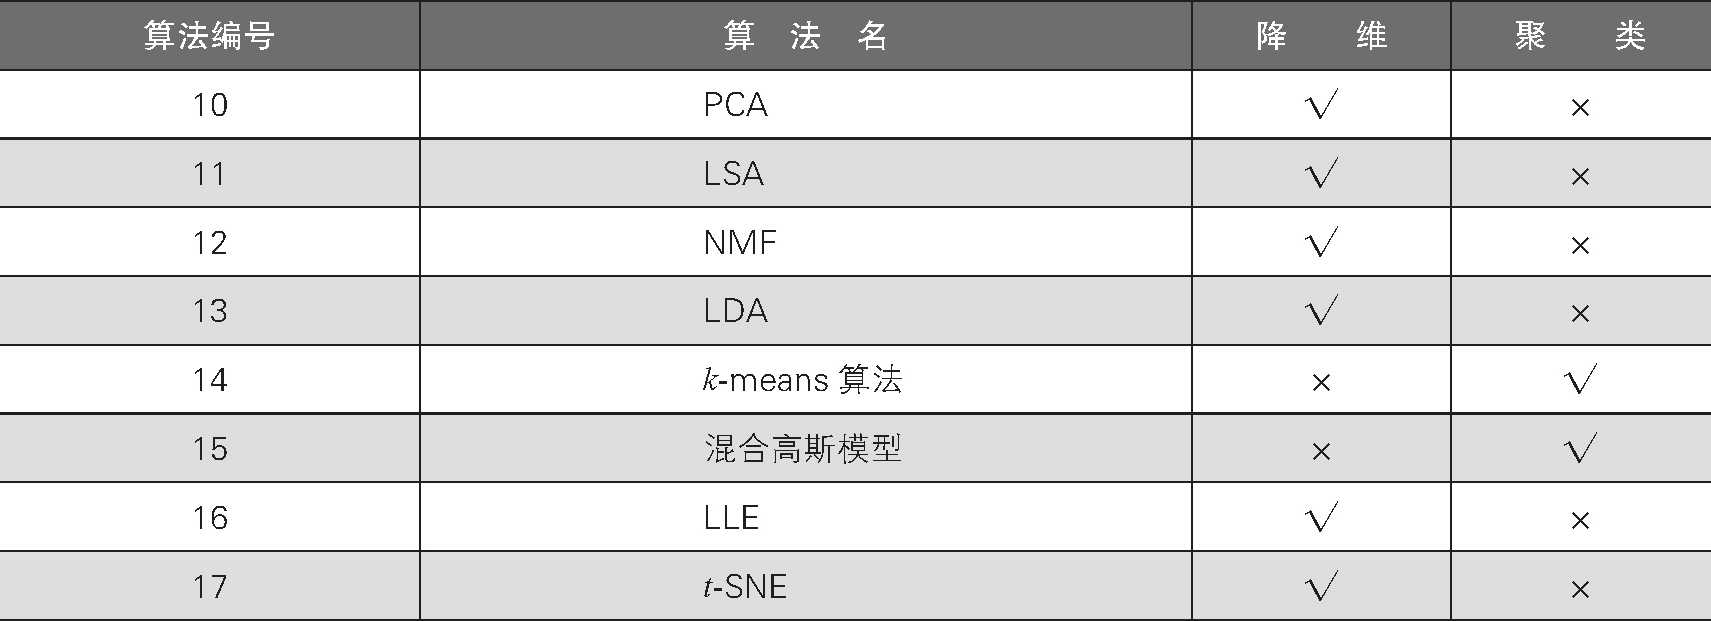 算法编号 算法名 降维 聚类
10 PCA √ ×
11 LSA √ ×
12 NMF √ ×
13 LDA √ ×
14 k-means 算法 × √
15 混合高斯模型 × √
16 LLE √ ×
17 t-SNE √ ×